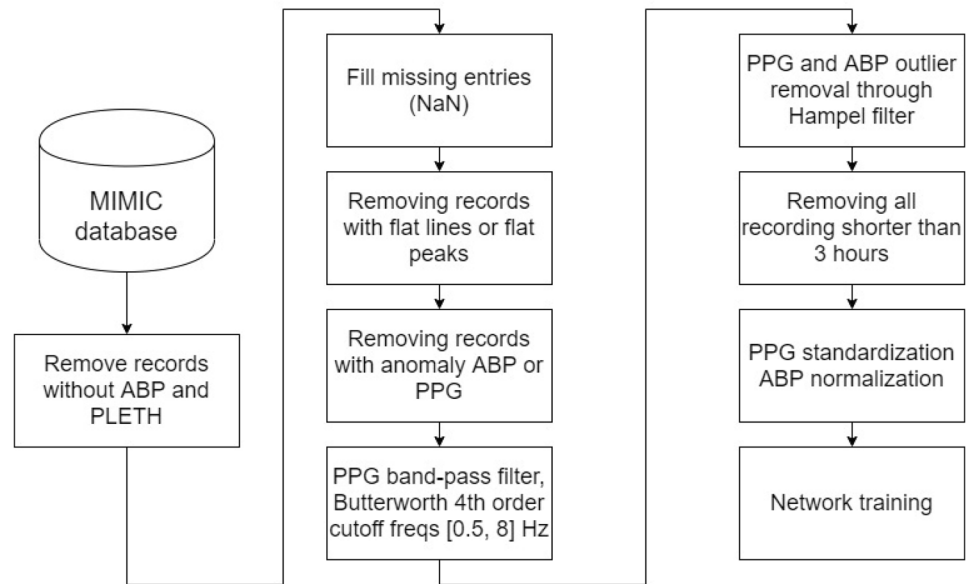 MIMIC
database
Remove records
without ABP and
PLETH
Fill missing entries
(NaN)
Removing records
with flat lines or flat
peaks
Removing records
with anomaly ABP or
PPG
PPG band-pass filter,
Butterworth 4th order
cutoff freqs [0.5, 8] Hz
PPG and ABP outlier
removal through
Hampel filter
Removing all
recording shorter than
3 hours
PPG standardization
ABP normalization
Network training